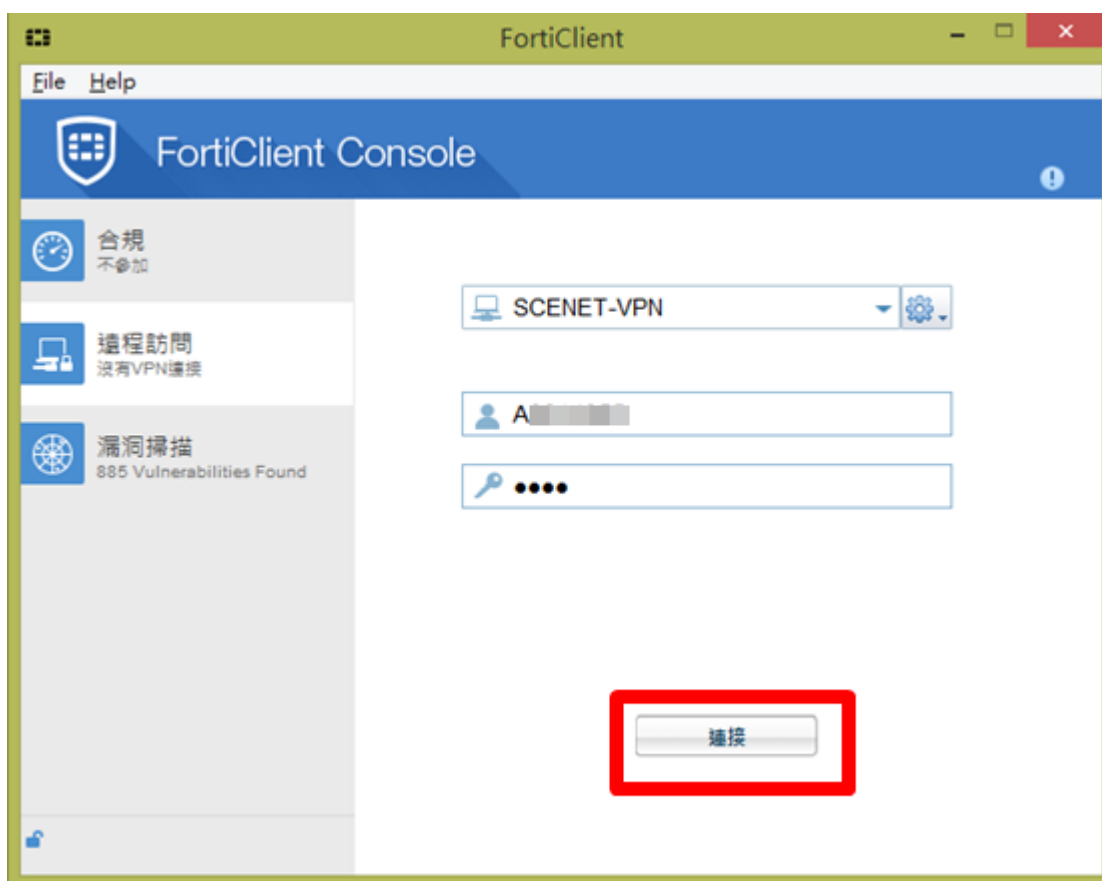 FortiClient
File Help
FortiClient Console
合規
不參加
遠程訪問
沒有VPN連接
漏洞掃描
885 Vulnerabilities Found
SCENET-VPN
A
連接